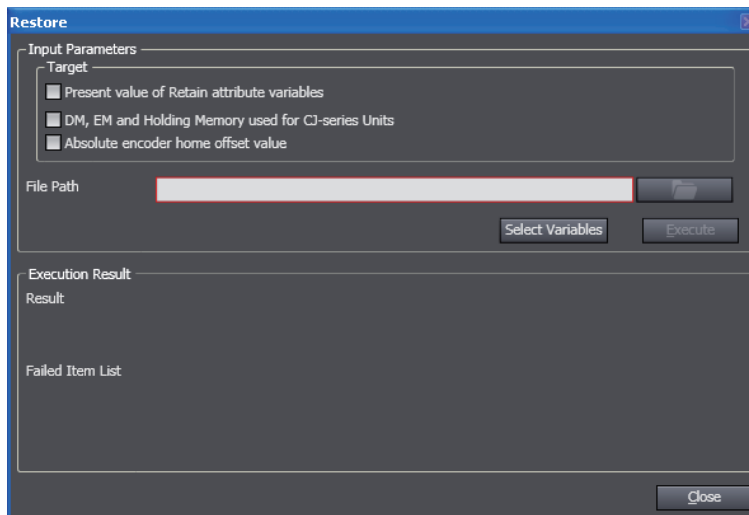 Restore
Input Parameters
Target
Present value of Retain attribute variables
DM, EM and Holding Memory used for CJ-series Units
Absolute encoder home offset value
File Path
Select Variables
Execute
Execution Result
Result
Failed Item List
Close